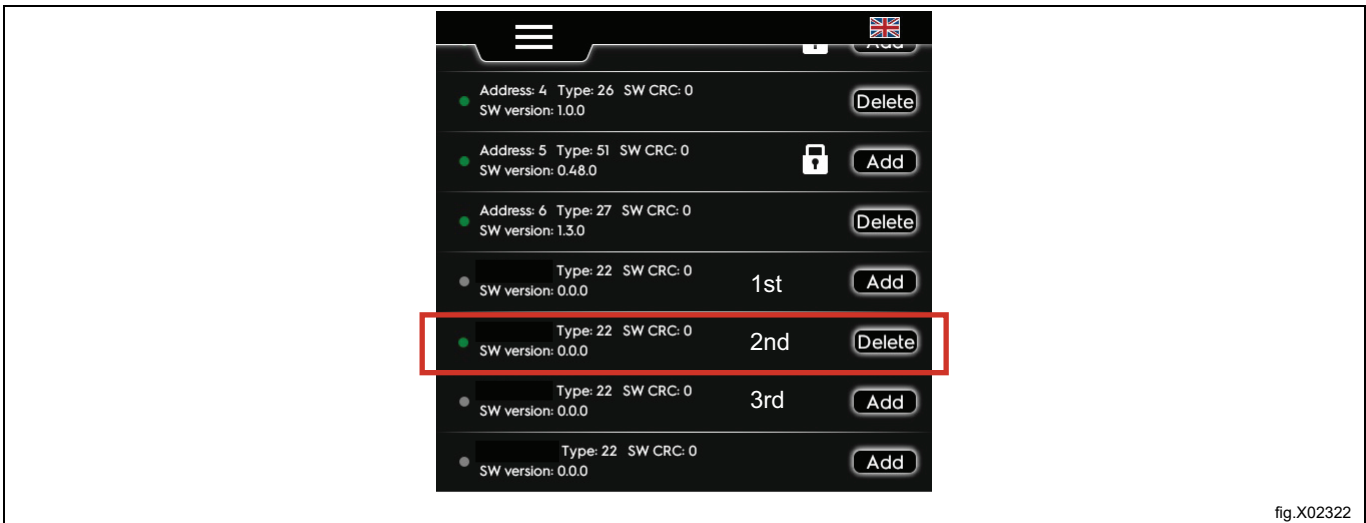 Add
Address: 4 Type: 26 SW CRC: 0
SW version: 1.0.0
Delete
Address: 5 Type: 51 SW CRC: 0
SW version: 0.48.0
Add
Address: 6 Type: 27 SW CRC: 0
SW version: 1.3.0
Delete
Type: 22 SW CRC: 0
SW version: 0.0.0
1st
Add
Type: 22 SW CRC: 0
SW version: 0.0.0
2nd
Delete
Type: 22 SW CRC: 0
SW version: 0.0.0
3rd
Add
Type: 22 SW CRC: 0
SW version: 0.0.0
Add
fig.X02322